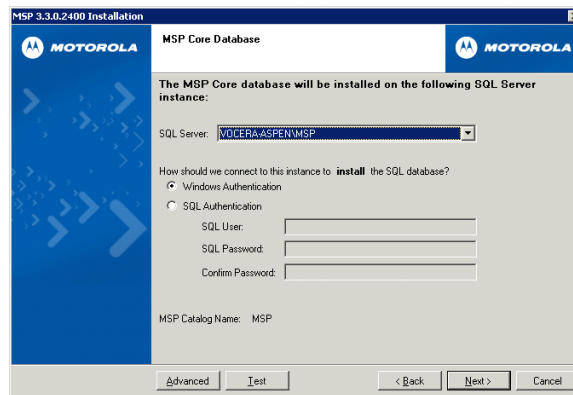 MSP 3.3.0.2400 Installation
MOTOROLA
MSP Core Database
MOTOROLA
The MSP Core database will be installed on the following SQL Server
instance:
SQL Server: VOCERA-ASPEN\MSP
How should we connect to this instance to install the SQL database?
Windows Authentication
SQL Authentication
SQL User:
SQL Password:
Confirm Password:
MSP Catalog Name: MSP
Advanced Test < Back Next > Cancel